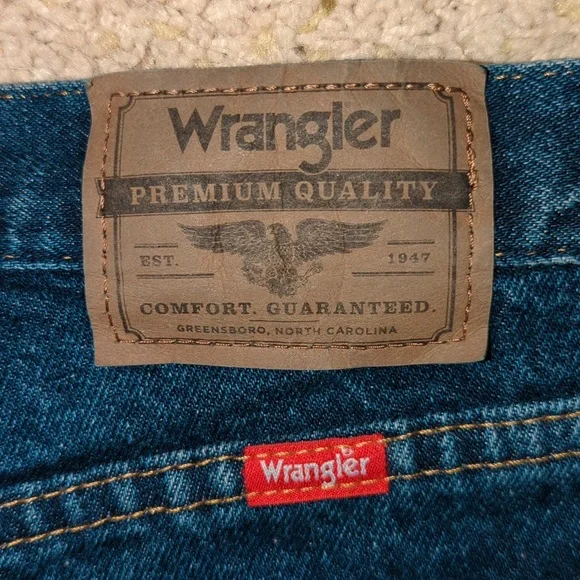 Wrangler
PREMIUM QUALITY
EST. 1947
COMFORT. GUARANTEED.
GREENSBORO, NORTH CAROLINA
Wrangler